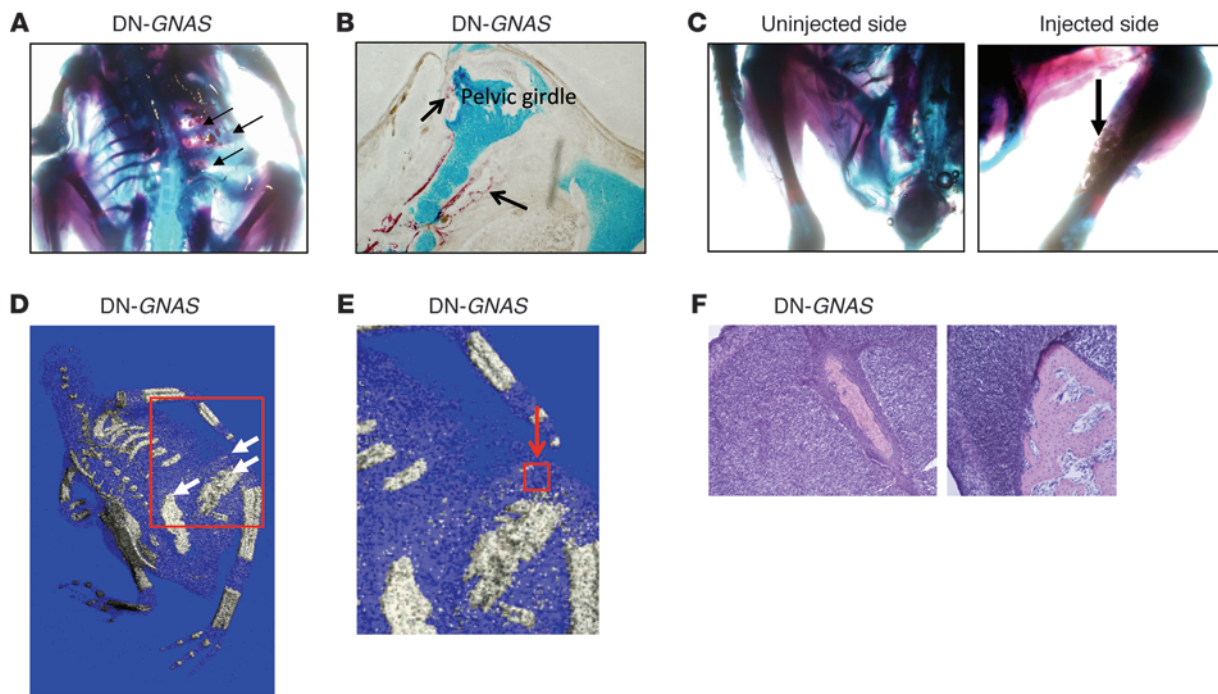 A DN-GNAS
B DN-GNAS
Pelvic girdle
C Uninjected side Injected side
D DN-GNAS
E DN-GNAS
F DN-GNAS